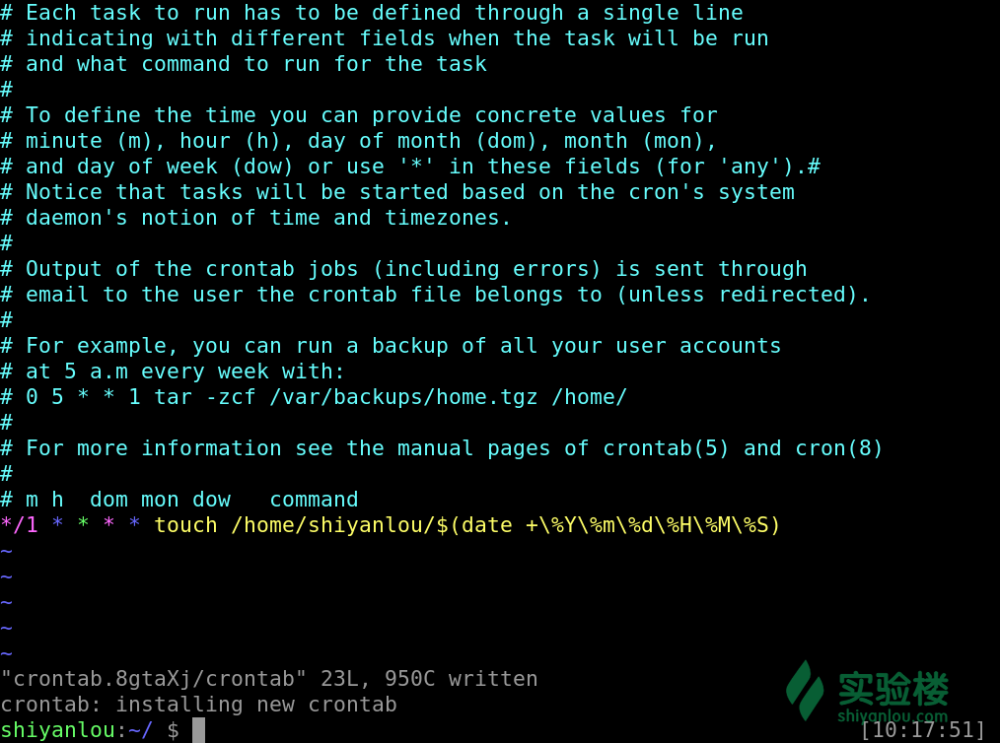 # Each task to run has to be defined through a single line
# indicating with different fields when the task will be run
# and what command to run for the task
#
# To define the time you can provide concrete values for
# minute (m), hour (h), day of month (dom), month (mon),
# and day of week (dow) or use '*' in these fields (for 'any').#
# Notice that tasks will be started based on the cron's system
# daemon's notion of time and timezones.
#
# Output of the crontab jobs (including errors) is sent through
# email to the user the crontab file belongs to (unless redirected).
#
# For example, you can run a backup of all your user accounts
# at 5 a.m every week with:
# 0 5 * * 1 tar -zcf /var/backups/home.tgz /home/
#
# For more information see the manual pages of crontab(5) and cron(8)
#
# m h  dom mon dow   command
*/1 * * * * touch /home/shiyanlou/$(date +\%Y\%m\%d\%H\%M\%S)
~
~
~
~
~
"crontab.8gtaXj/crontab" 23L, 950C written
crontab: installing new crontab
shiyanlou:~/ $ [10:17:51]
实验楼
shiyanlou.com